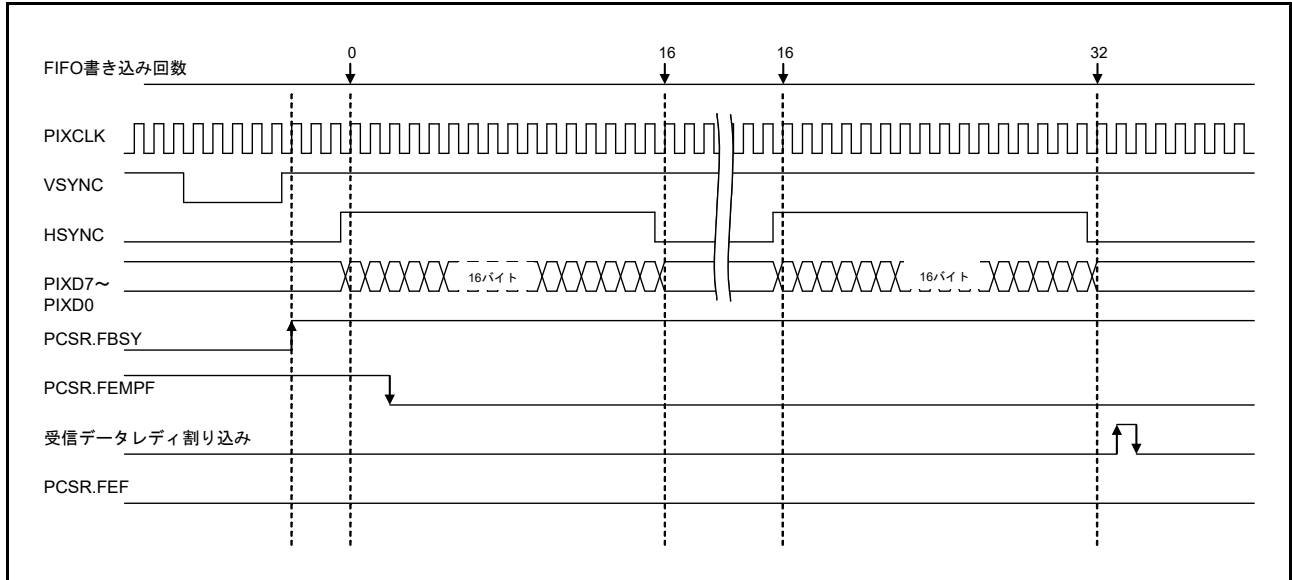 0 16 16 32
FIFO書き込み回数
PIXCLK
VSYNC
HSYNC
PIXD7～
PIXD0
16バイト 16バイト
PCSR.FBSY
PCSR.FEMPF
受信データレディ割り込み
PCSR.FEF